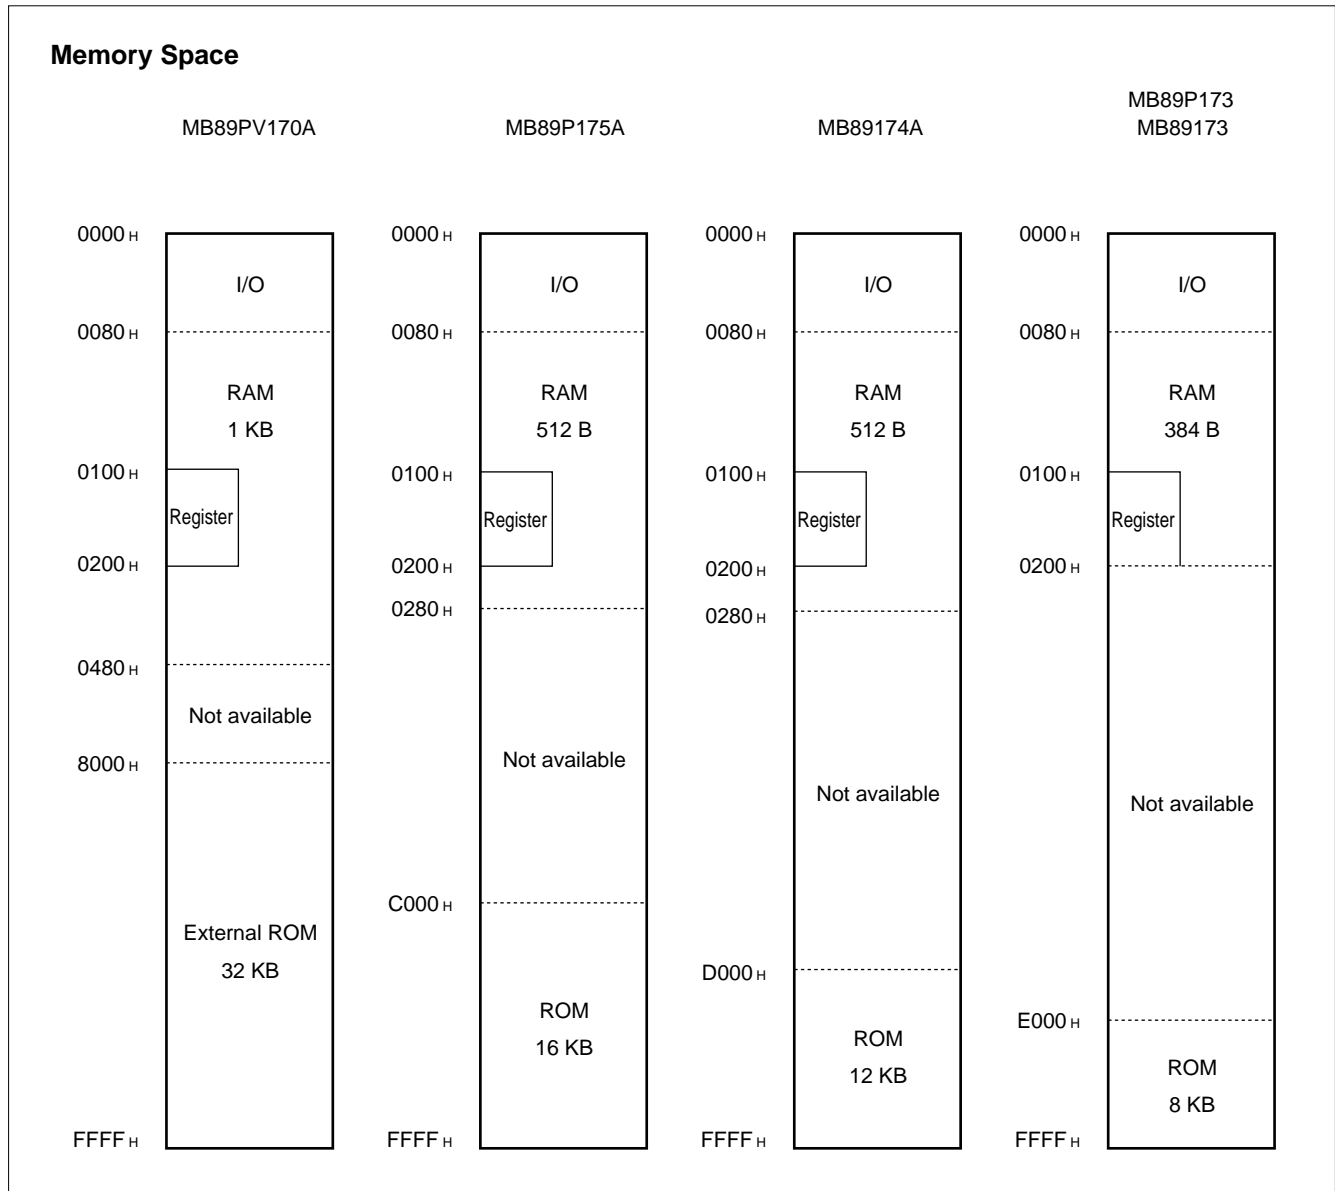 Memory Space
MB89PV170A
0000 H
I/O
0080 H
RAM
1 KB
0100 H
Register
0200 H
0480 H
Not available
8000 H
External ROM
32 KB
FFFF H
MB89P175A
0000 H
I/O
0080 H
RAM
512 B
0100 H
Register
0200 H
0280 H
Not available
C000 H
ROM
16 KB
FFFF H
MB89174A
0000 H
I/O
0080 H
RAM
512 B
0100 H
Register
0200 H
0280 H
Not available
D000 H
ROM
12 KB
FFFF H
MB89P173
MB89173
0000 H
I/O
0080 H
RAM
384 B
0100 H
Register
0200 H
Not available
E000 H
ROM
8 KB
FFFF H